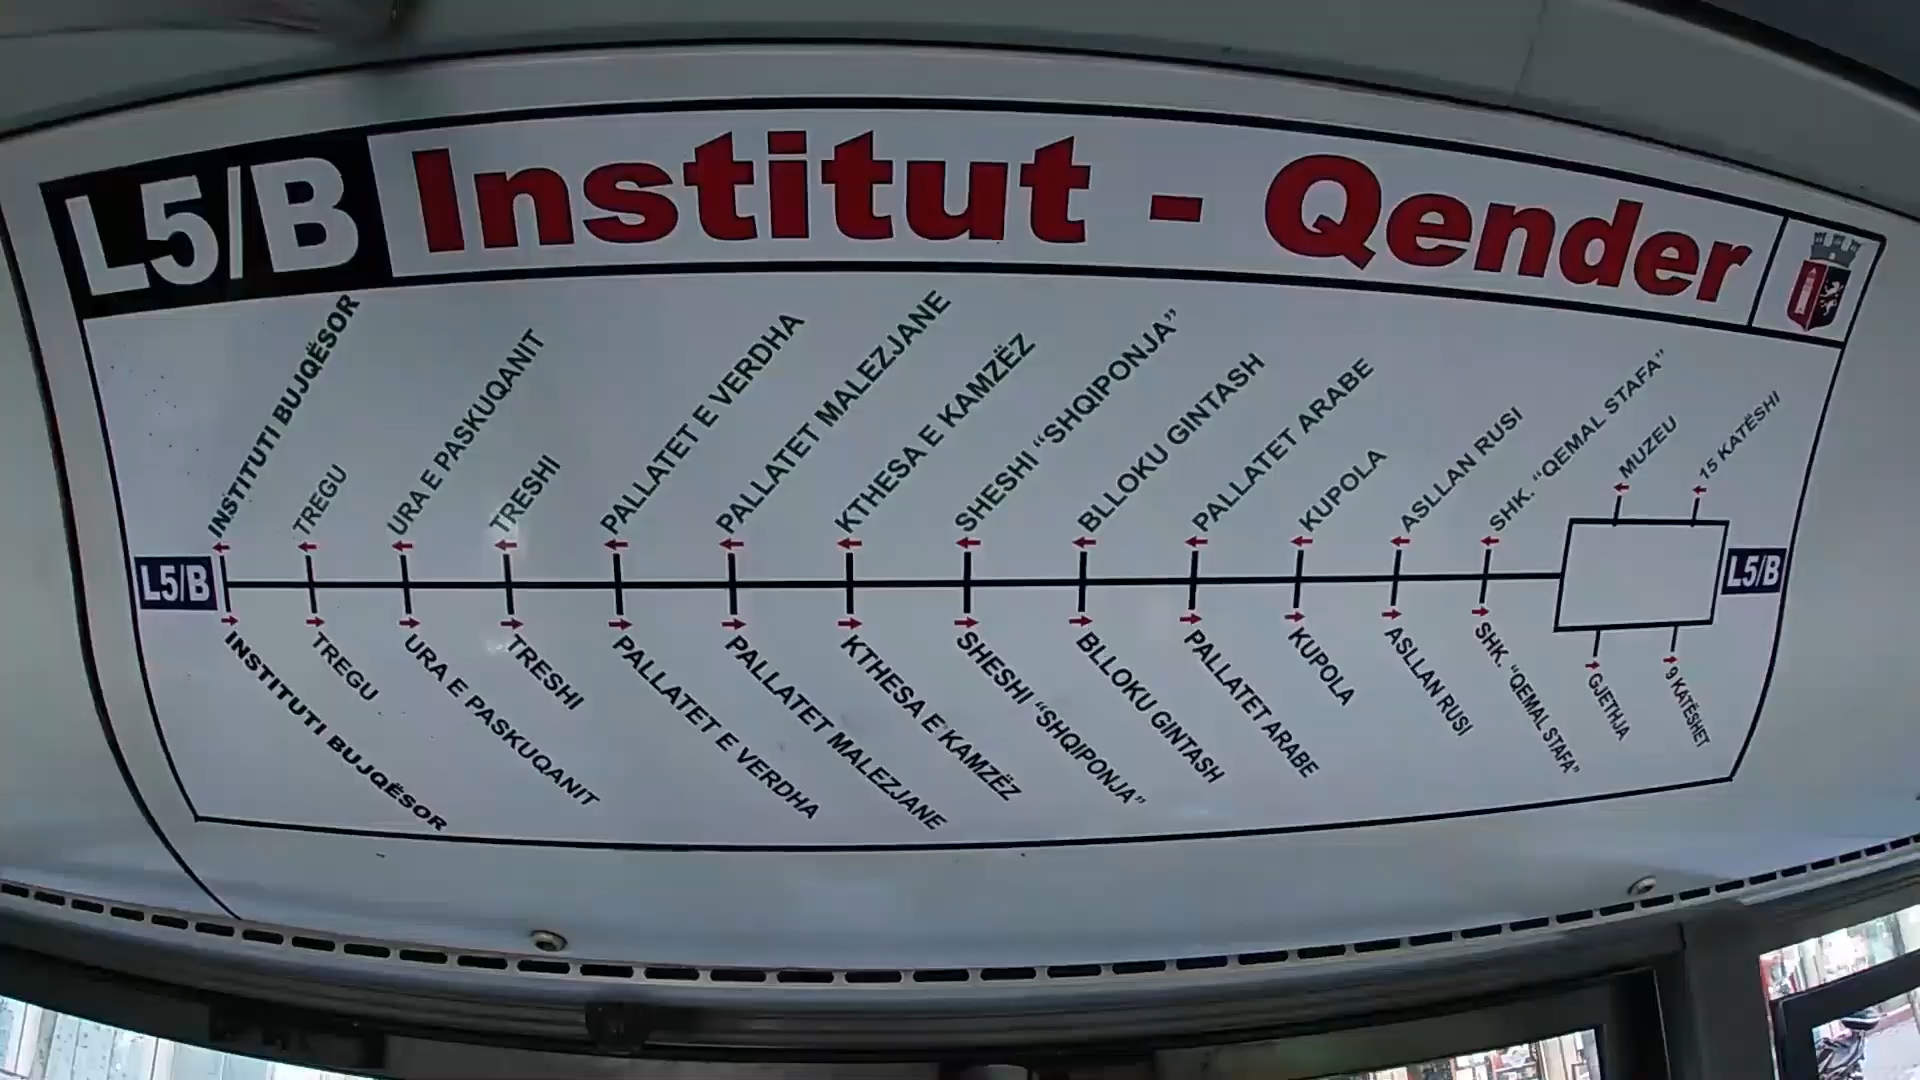 L5/B Institut - Qender
INSTITUTI BUJQËSOR
TREGU
URA E PASKUQANIT
TRESHI
PALLATET E VERDHA
PALLATET MALEZJANE
KTHESA E KAMZËZ
SHESHI “SHQIPONJA”
BLLOKU GINTASH
PALLATET ARABE
KUPOLA
ASLLAN RUSI
SHK. “QEMAL STAFA”
MUZEU
15 KATËSHI
L5/B
L5/B
INSTITUTI BUJQËSOR
TREGU
URA E PASKUQANIT
TRESHI
PALLATET E VERDHA
PALLATET MALEZJANE
KTHESA E KAMZËZ
SHESHI “SHQIPONJA”
BLLOKU GINTASH
PALLATET ARABE
KUPOLA
ASLLAN RUSI
SHK. “QEMAL STAFA”
GJETHJA
9 KATËSHET